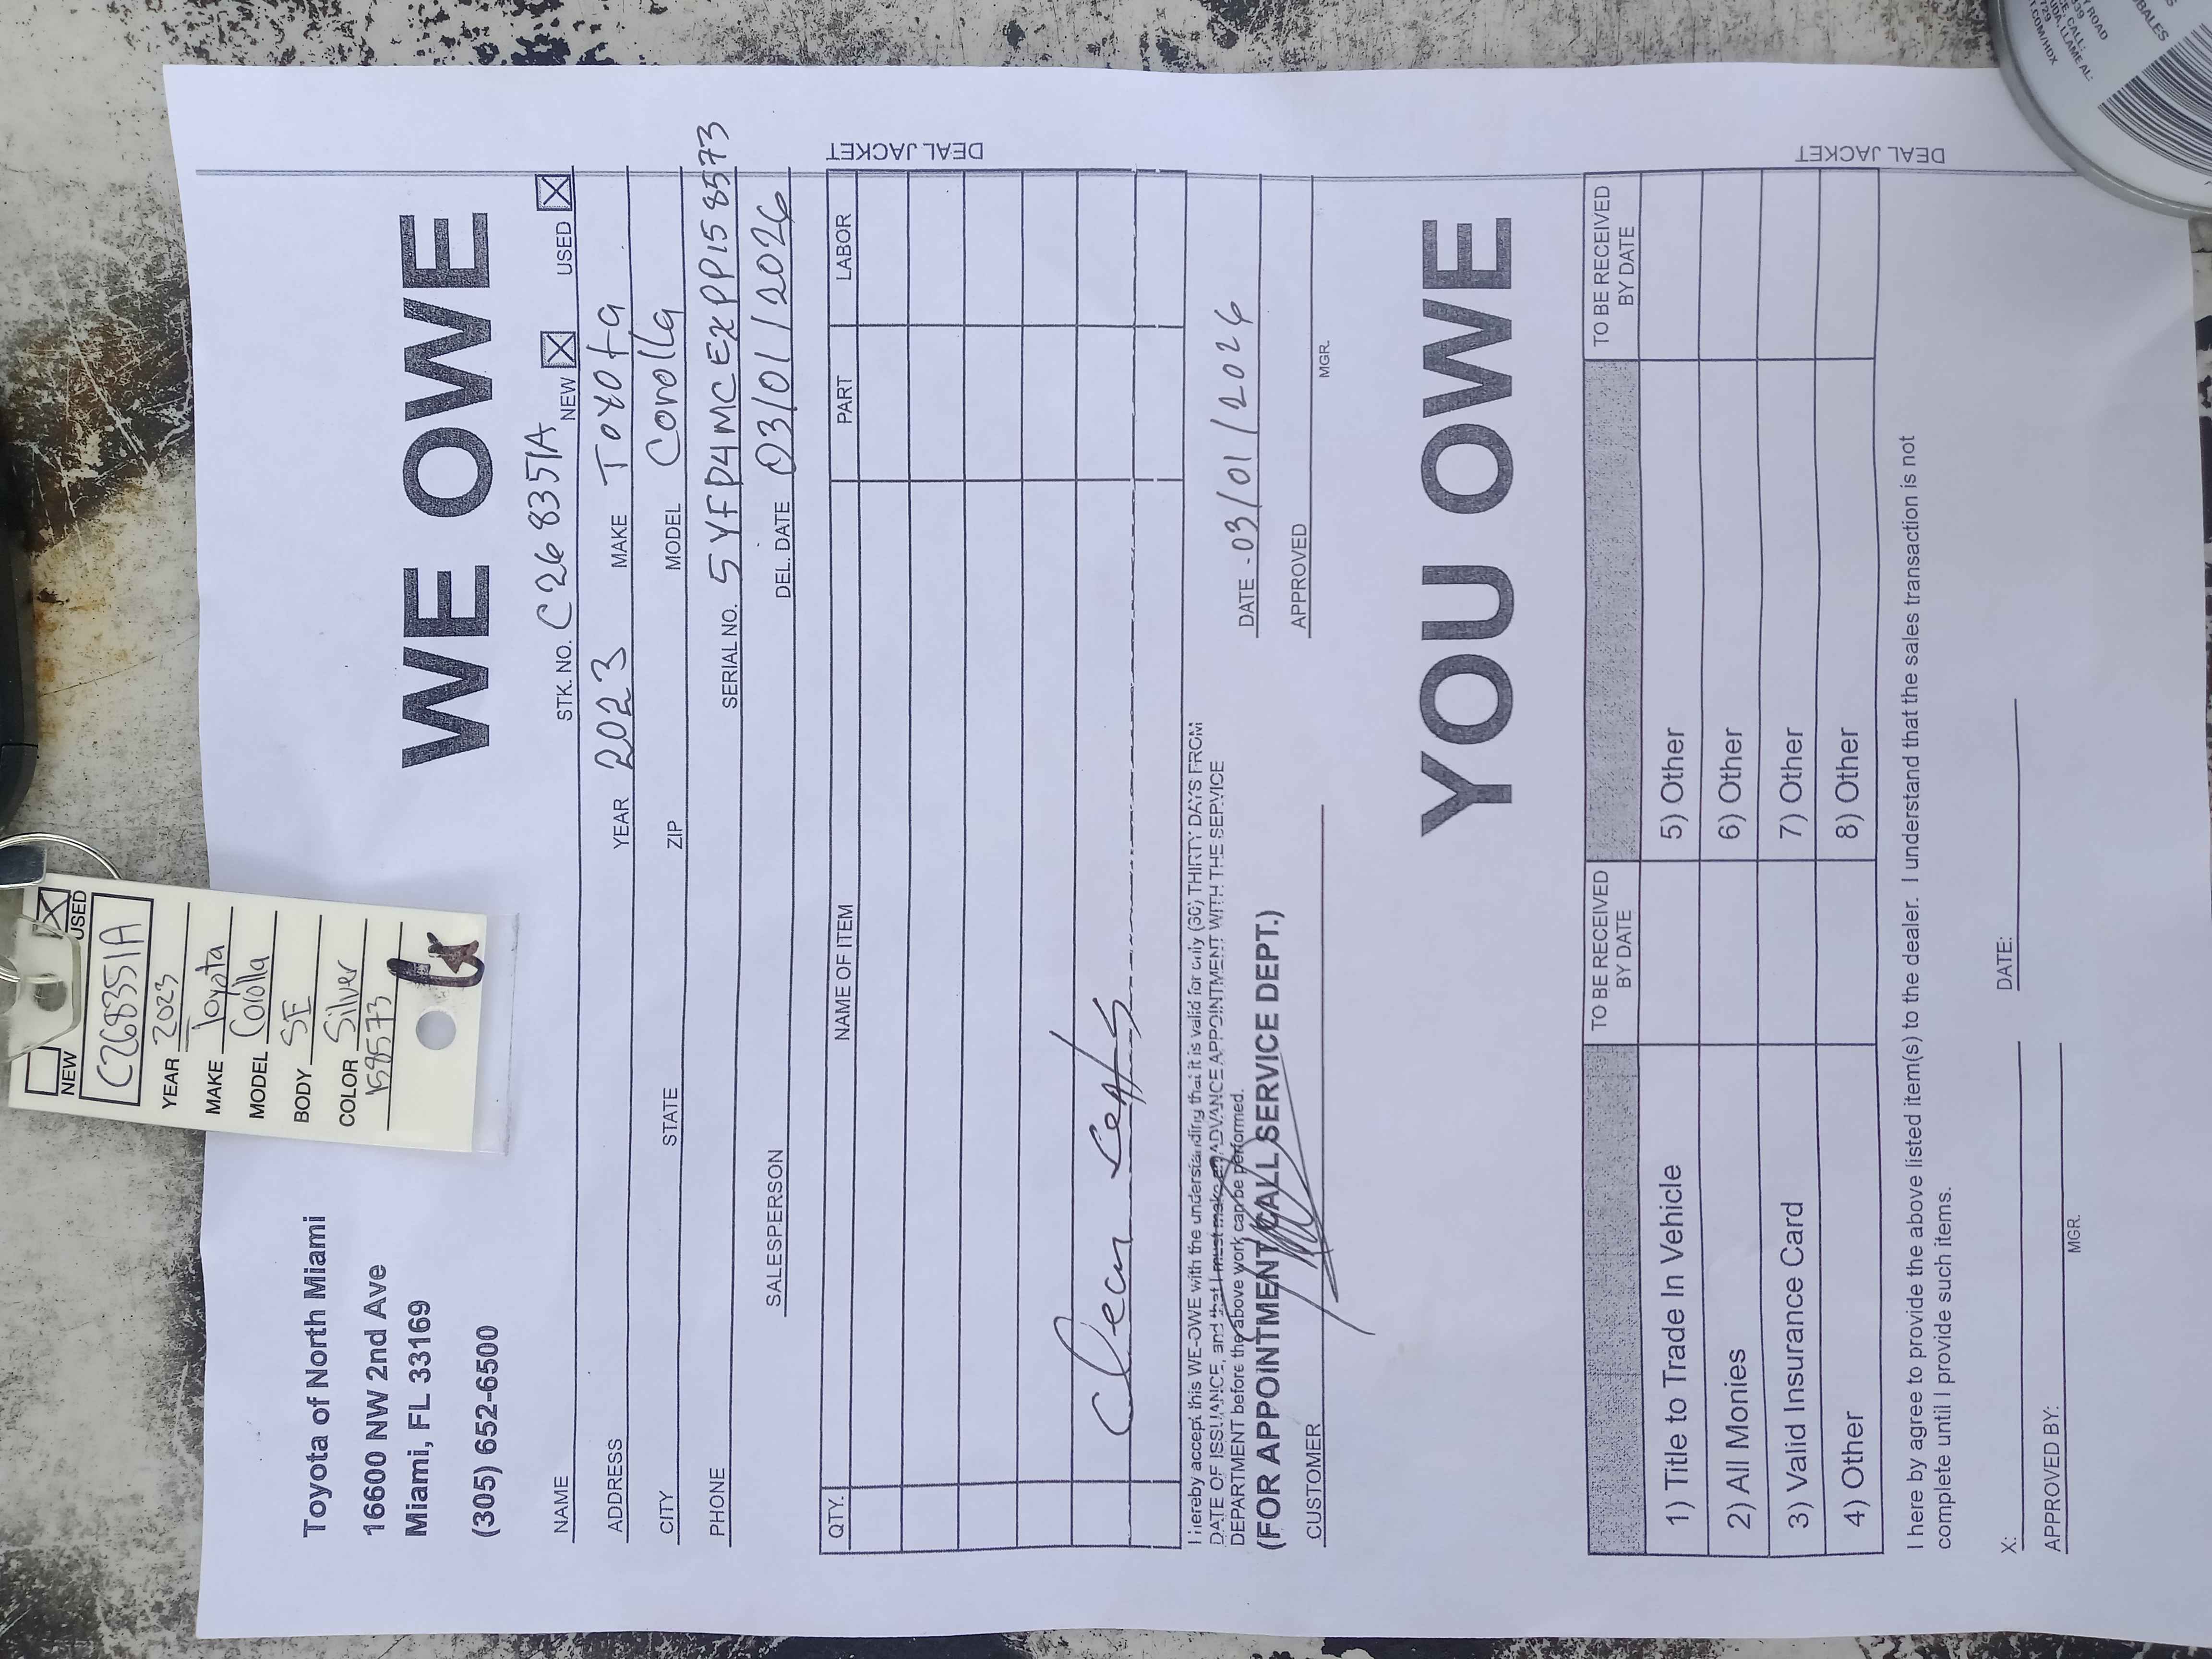 Toyota of North Miami
16600 NW 2nd Ave
Miami, FL 33169
(305) 652-6500
WE OWE
STK. NO. C268351A NEW X USED X
NAME YEAR 2023 MAKE Toyota
ADDRESS
CITY STATE ZIP MODEL Corolla
PHONE SERIAL NO. 5YFP4MCEXPP158573
SALESPERSON DEL. DATE 03/01/2026
QTY. NAME OF ITEM PART LABOR
Clean
DEAL JACKET
I hereby accept this WE-OWE with the understanding that it is valid for only (30) THIRTY DAYS FROM
DATE OF ISSUANCE, and that I must make an ADVANCE APPOINTMENT WITH THE SERVICE
DEPARTMENT before the above work can be performed.
(FOR APPOINTMENT CALL SERVICE DEPT.)
DATE - 03/01/2026
CUSTOMER APPROVED MGR.
YOU OWE
TO BE RECEIVED BY DATE TO BE RECEIVED BY DATE
1) Title to Trade In Vehicle 5) Other
2) All Monies 6) Other
3) Valid Insurance Card 7) Other
4) Other 8) Other
DEAL JACKET
I here by agree to provide the above listed item(s) to the dealer. I understand that the sales transaction is not
complete until I provide such items.
X: DATE:
APPROVED BY:
MGR.
NEW USED X
C268351A
YEAR 2023
MAKE Toyota
MODEL Corolla
BODY SE
COLOR Silver
158573
ROAD
CALL:
LLAME AL:
.COM/HDX